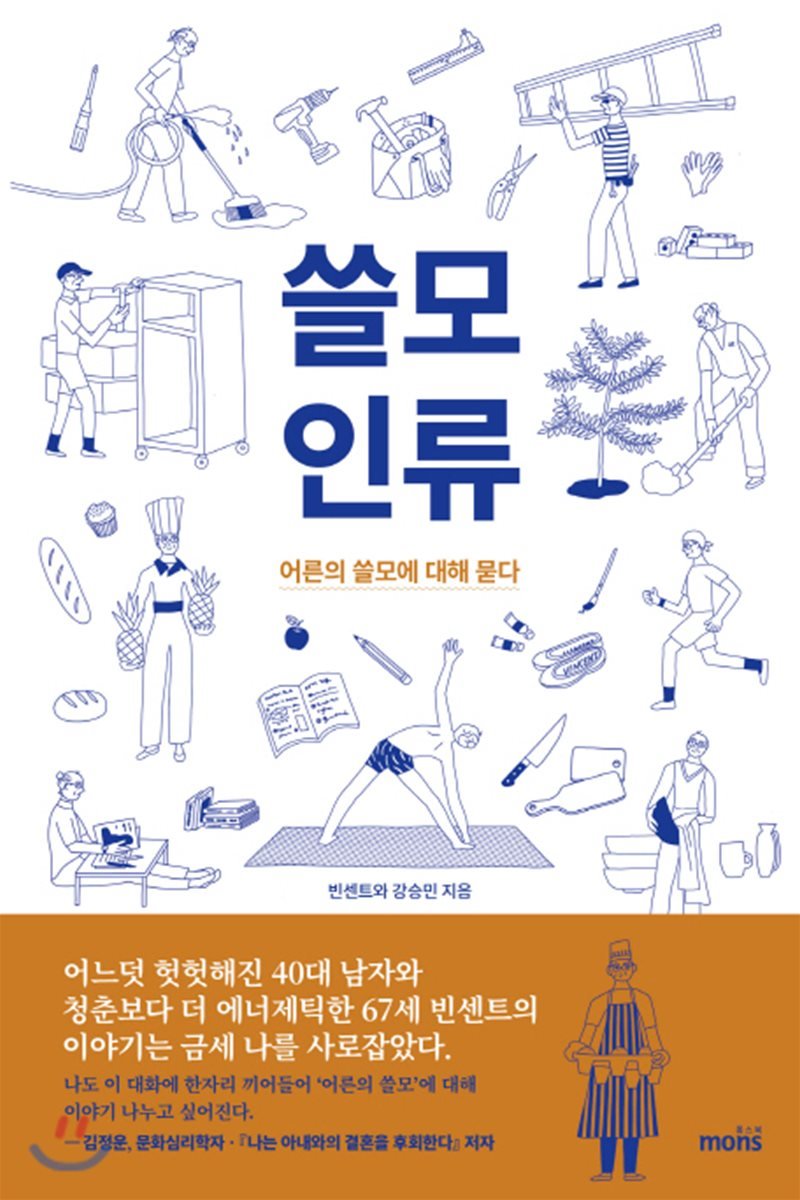 쓸모
인류
어른의 쓸모에 대해 묻다
VINCENT
빈센트와 강승민 지음
어느덧 헛헛해진 40대 남자와
청춘보다 더 에너제틱한 67세 빈센트의
이야기는 금세 나를 사로잡았다.
나도 이 대화에 한자리 끼어들어 ‘어른의 쓸모’에 대해
이야기 나누고 싶어진다.
— 김정운, 문화심리학자 · 『나는 아내와의 결혼을 후회한다』 저자
몽스북
mons